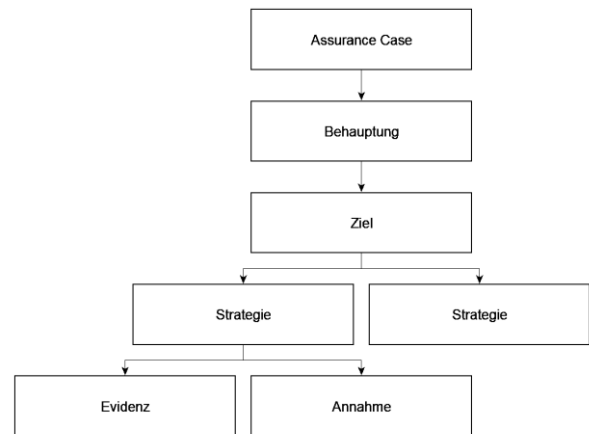 Assurance Case
Behauptung
Ziel
Strategie
Strategie
Evidenz
Annahme